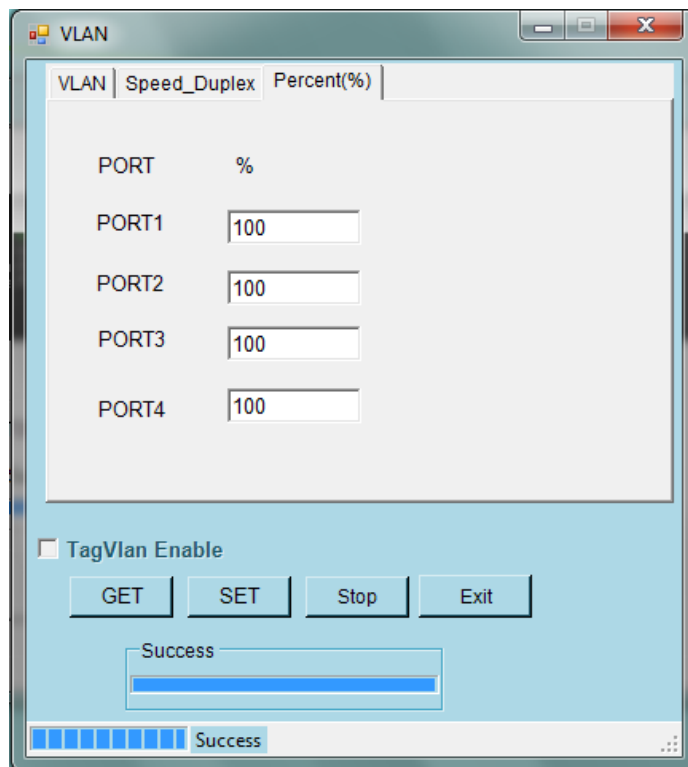 VLAN
VLAN Speed_Duplex Percent(%)
PORT %
PORT1 100
PORT2 100
PORT3 100
PORT4 100
TagVlan Enable
GET SET Stop Exit
Success
Success